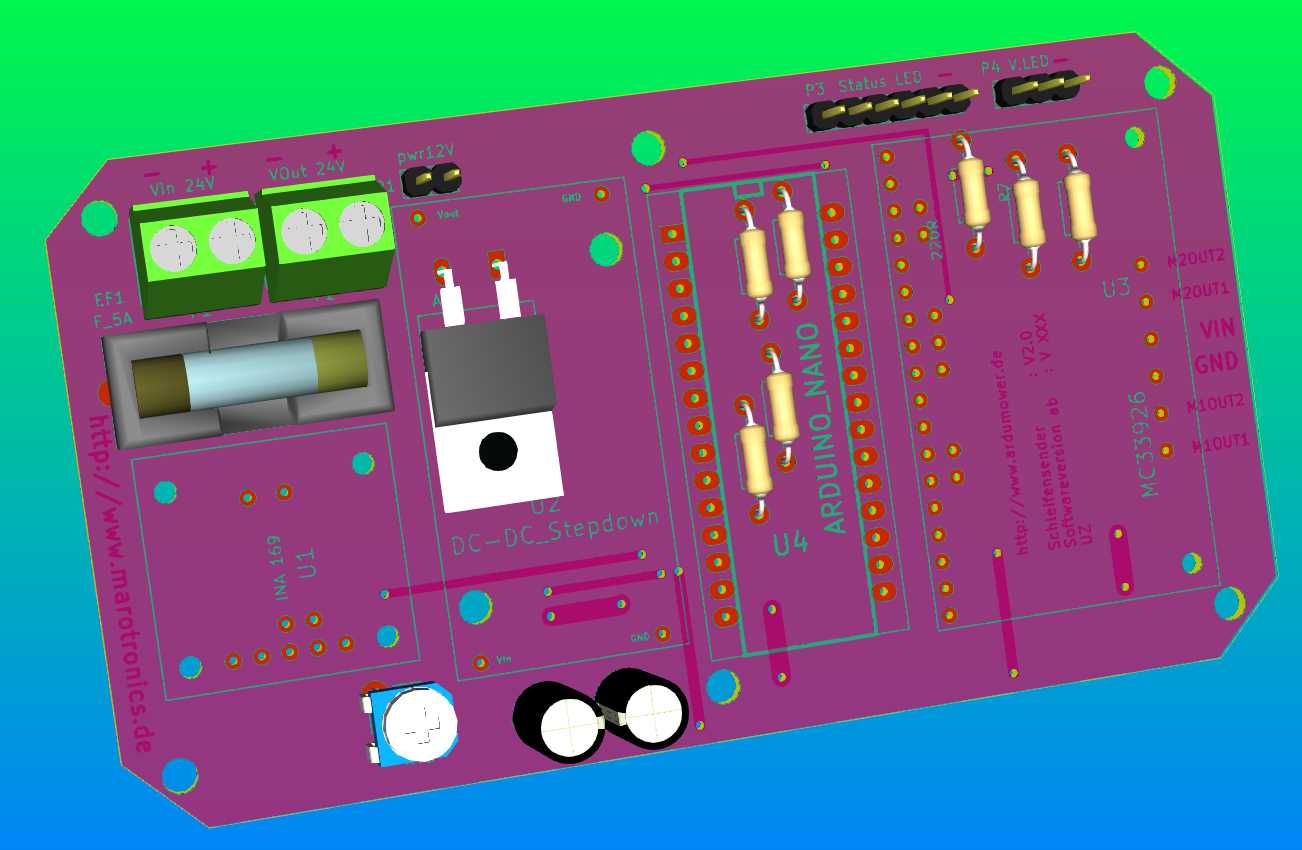 P4 V.LED
P3 Status LED
pwr12V
- + - +
VIn 24V
VOut 24V
Vout
GND
F_5A
220R
R7
M2OUT2
M2OUT1
U3
VIN
GND
M1OUT2
M1OUT1
MC33926
http://www.ardumower.de
Schleifensender : V2.0
Softwareversion ab : V XXX
UZ
ARDUINO_NANO
U4
U2
DC-DC_Stepdown
INA 169
U1
GND
Vin
http://www.marotronics.de